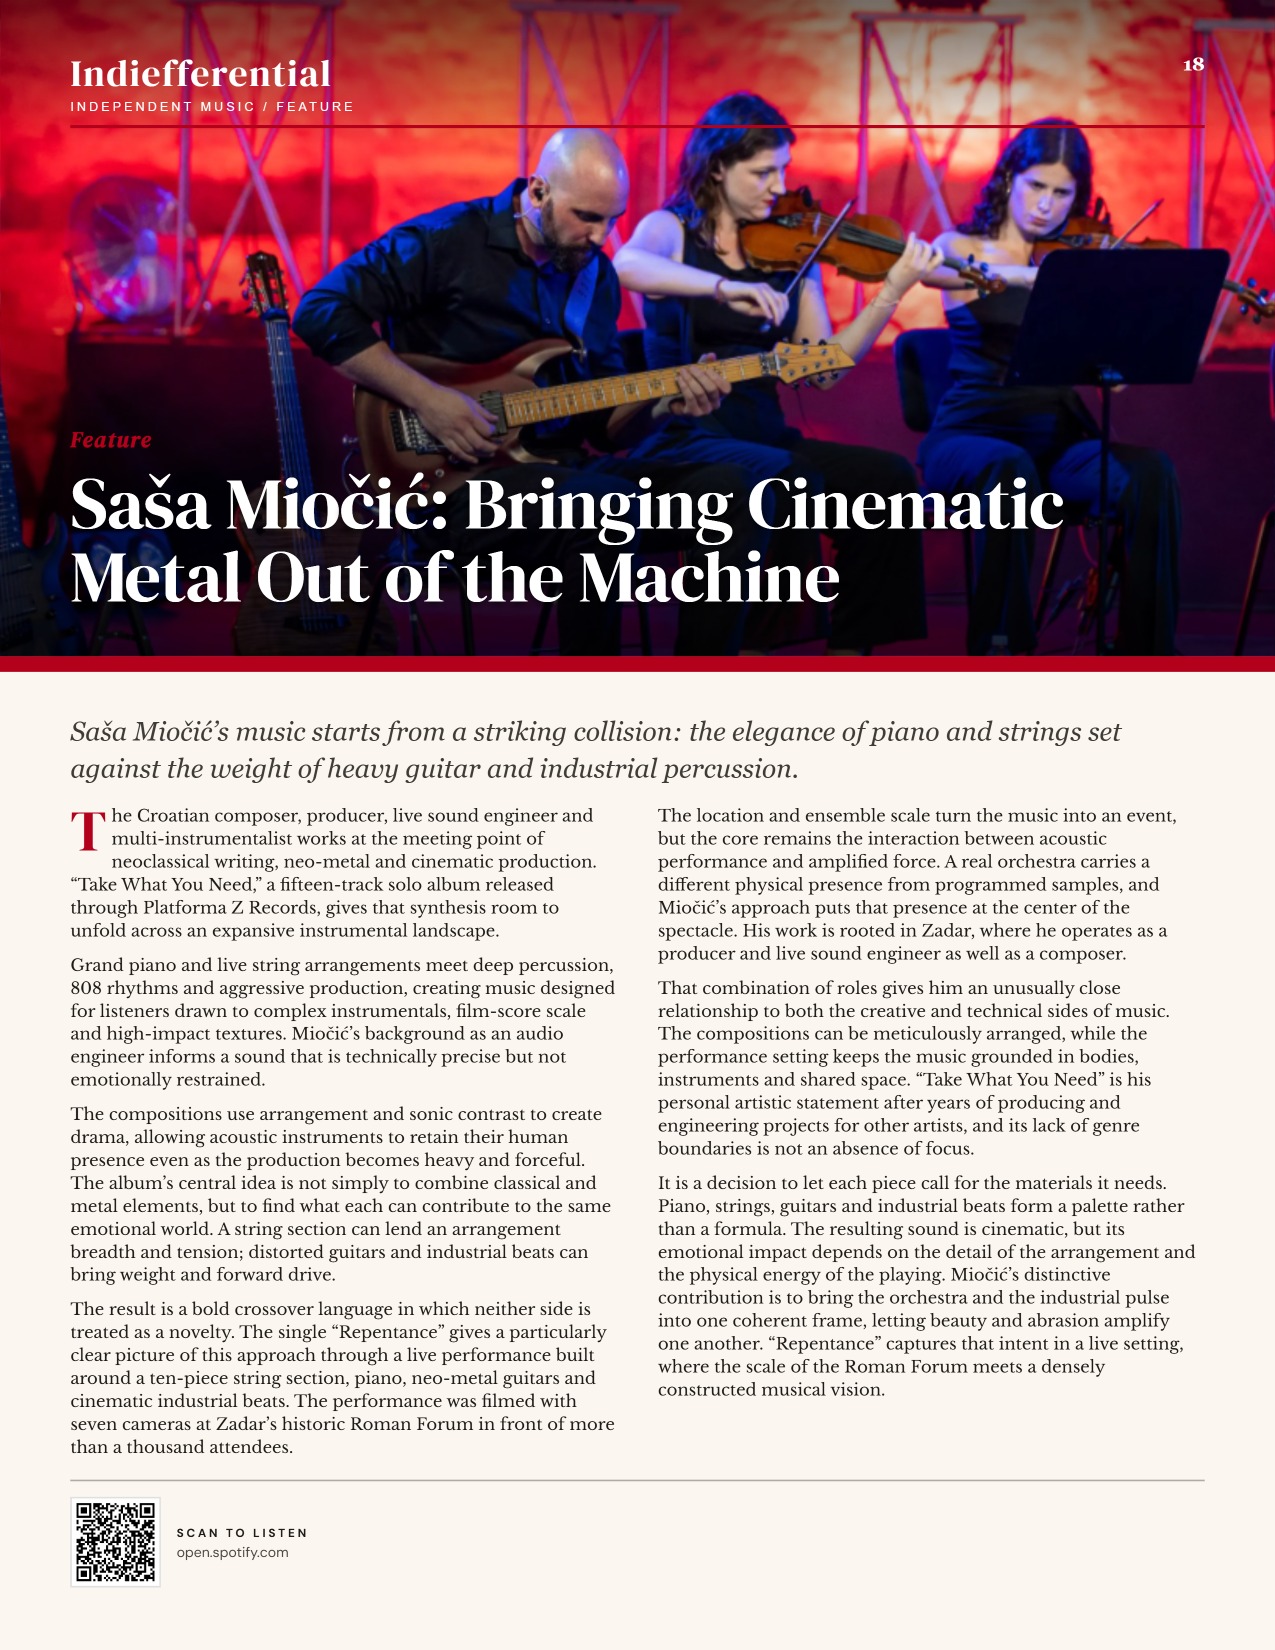 Indiefferential
INDEPENDENT MUSIC / FEATURE
18
Feature
Saša Miočić: Bringing Cinematic
Metal Out of the Machine
Saša Miočić’s music starts from a striking collision: the elegance of piano and strings set
against the weight of heavy guitar and industrial percussion.
The Croatian composer, producer, live sound engineer and
multi-instrumentalist works at the meeting point of
neoclassical writing, neo-metal and cinematic production.
“Take What You Need,” a fifteen-track solo album released
through Platforma Z Records, gives that synthesis room to
unfold across an expansive instrumental landscape.
Grand piano and live string arrangements meet deep percussion,
808 rhythms and aggressive production, creating music designed
for listeners drawn to complex instrumentals, film-score scale
and high-impact textures. Miočić’s background as an audio
engineer informs a sound that is technically precise but not
emotionally restrained.
The compositions use arrangement and sonic contrast to create
drama, allowing acoustic instruments to retain their human
presence even as the production becomes heavy and forceful.
The album’s central idea is not simply to combine classical and
metal elements, but to find what each can contribute to the same
emotional world. A string section can lend an arrangement
breadth and tension; distorted guitars and industrial beats can
bring weight and forward drive.
The result is a bold crossover language in which neither side is
treated as a novelty. The single “Repentance” gives a particularly
clear picture of this approach through a live performance built
around a ten-piece string section, piano, neo-metal guitars and
cinematic industrial beats. The performance was filmed with
seven cameras at Zadar’s historic Roman Forum in front of more
than a thousand attendees.
The location and ensemble scale turn the music into an event,
but the core remains the interaction between acoustic
performance and amplified force. A real orchestra carries a
different physical presence from programmed samples, and
Miočić’s approach puts that presence at the center of the
spectacle. His work is rooted in Zadar, where he operates as a
producer and live sound engineer as well as a composer.
That combination of roles gives him an unusually close
relationship to both the creative and technical sides of music.
The compositions can be meticulously arranged, while the
performance setting keeps the music grounded in bodies,
instruments and shared space. “Take What You Need” is his
personal artistic statement after years of producing and
engineering projects for other artists, and its lack of genre
boundaries is not an absence of focus.
It is a decision to let each piece call for the materials it needs.
Piano, strings, guitars and industrial beats form a palette rather
than a formula. The resulting sound is cinematic, but its
emotional impact depends on the detail of the arrangement and
the physical energy of the playing. Miočić’s distinctive
contribution is to bring the orchestra and the industrial pulse
into one coherent frame, letting beauty and abrasion amplify
one another. “Repentance” captures that intent in a live setting,
where the scale of the Roman Forum meets a densely
constructed musical vision.
SCAN TO LISTEN
open.spotify.com